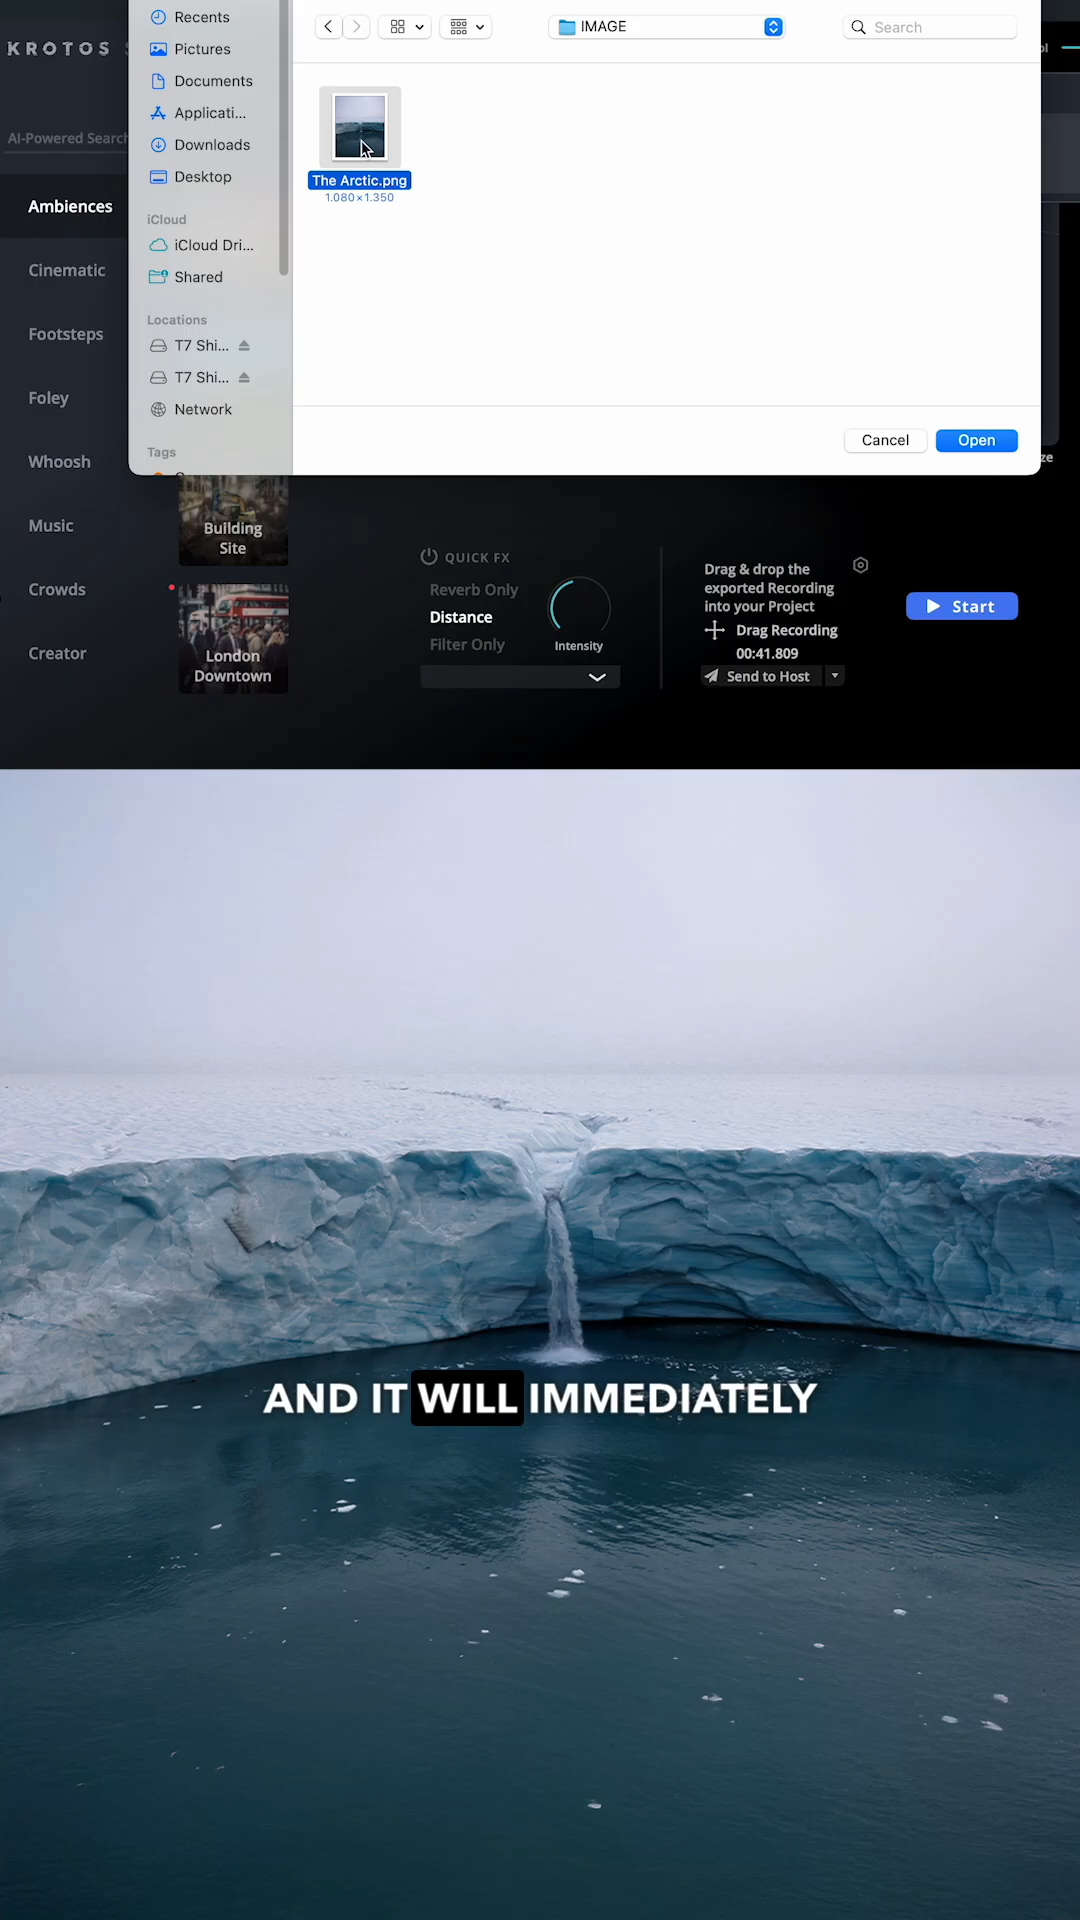 Recents
Pictures
Documents
Applicati...
Downloads
Desktop
iCloud
iCloud Dri...
Shared
Locations
T7 Shi...
T7 Shi...
Network
Tags
IMAGE
Search
The Arctic.png
1.080×1.350
Cancel
Open
KROTOS
AI-Powered Search
Ambiences
Cinematic
Footsteps
Foley
Whoosh
Music
Crowds
Creator
Building
Site
London
Downtown
QUICK FX
Reverb Only
Distance
Filter Only
Intensity
Drag & drop the
exported Recording
into your Project
Drag Recording
00:41.809
Send to Host
Start
AND IT WILL IMMEDIATELY